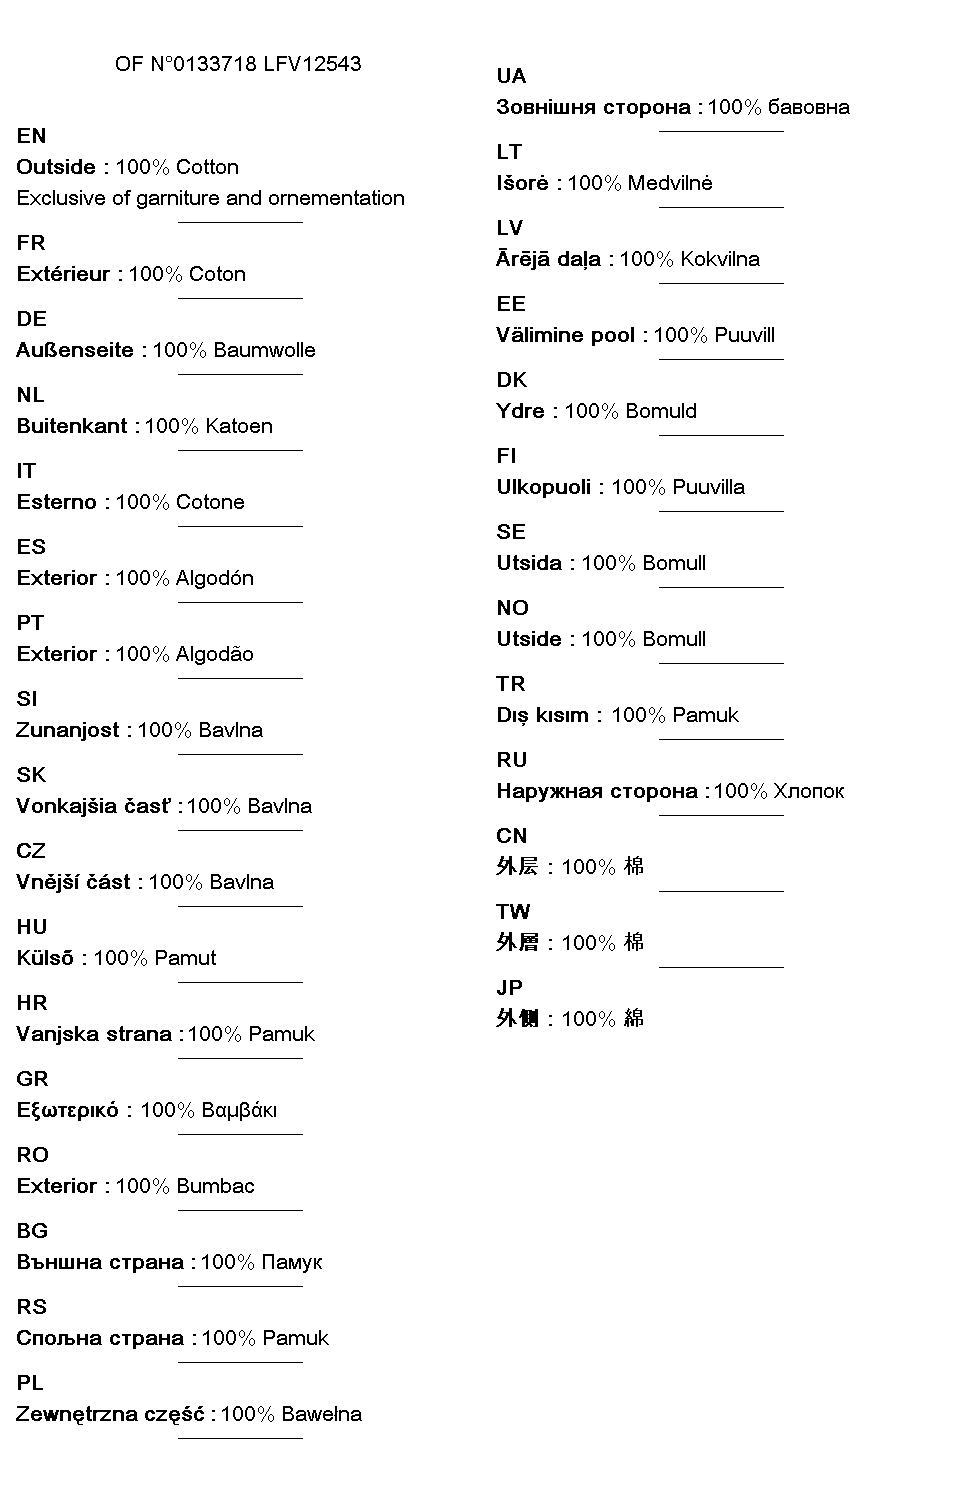 OF N°0133718 LFV12543
EN
Outside : 100% Cotton
Exclusive of garniture and ornementation
FR
Extérieur : 100% Coton
DE
Außenseite : 100% Baumwolle
NL
Buitenkant : 100% Katoen
IT
Esterno : 100% Cotone
ES
Exterior : 100% Algodón
PT
Exterior : 100% Algodão
SI
Zunanjost : 100% Bavlna
SK
Vonkajšia časť : 100% Bavlna
CZ
Vnější část : 100% Bavlna
HU
Külső : 100% Pamut
HR
Vanjska strana : 100% Pamuk
GR
Εξωτερικό : 100% Βαμβάκι
RO
Exterior : 100% Bumbac
BG
Външна страна : 100% Памук
RS
Спољна страна : 100% Pamuk
PL
Zewnętrzna część : 100% Bawelna
UA
Зовнішня сторона : 100% бавовна
LT
Išorė : 100% Medvilnė
LV
Ārējā daļa : 100% Kokvilna
EE
Välimine pool : 100% Puuvill
DK
Ydre : 100% Bomuld
FI
Ulkopuoli : 100% Puuvilla
SE
Utsida : 100% Bomull
NO
Utside : 100% Bomull
TR
Dış kısım : 100% Pamuk
RU
Наружная сторона : 100% Хлопок
CN
外层 : 100% 棉
TW
外層 : 100% 棉
JP
外側 : 100% 綿